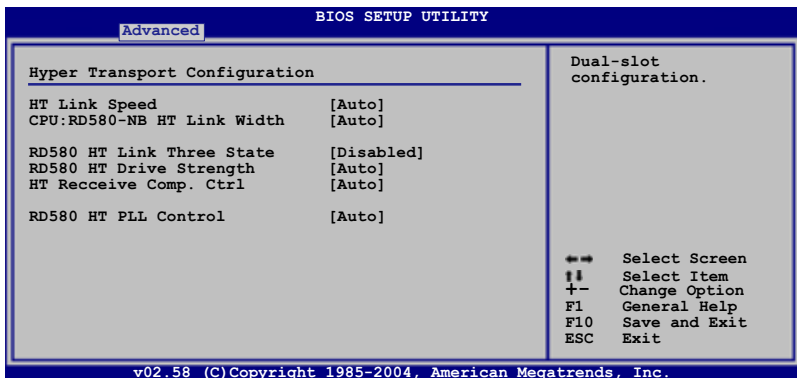 BIOS SETUP UTILITY
Advanced
Hyper Transport Configuration
HT Link Speed [Auto]
CPU:RD580-NB HT Link Width [Auto]
RD580 HT Link Three State [Disabled]
RD580 HT Drive Strength [Auto]
HT Recceive Comp. Ctrl [Auto]
RD580 HT PLL Control [Auto]
Dual-slot
configuration.
←→ Select Screen
↑↓ Select Item
+- Change Option
F1 General Help
F10 Save and Exit
ESC Exit
v02.58 (C)Copyright 1985-2004, American Megatrends, Inc.